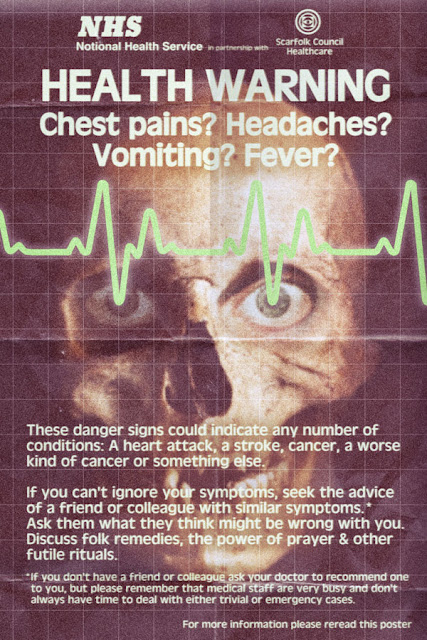 NHS
Notional Health Service in partnership with
Scarfolk Council
Healthcare
HEALTH WARNING
Chest pains? Headaches?
Vomiting? Fever?
These danger signs could indicate any number of
conditions: A heart attack, a stroke, cancer, a worse
kind of cancer or something else.
If you can't ignore your symptoms, seek the advice
of a friend or colleague with similar symptoms.*
Ask them what they think might be wrong with you.
Discuss folk remedies, the power of prayer & other
futile rituals.
*If you don't have a friend or colleague ask your doctor to recommend one
to you, but please remember that medical staff are very busy and don't
always have time to deal with either trivial or emergency cases.
For more information please reread this poster